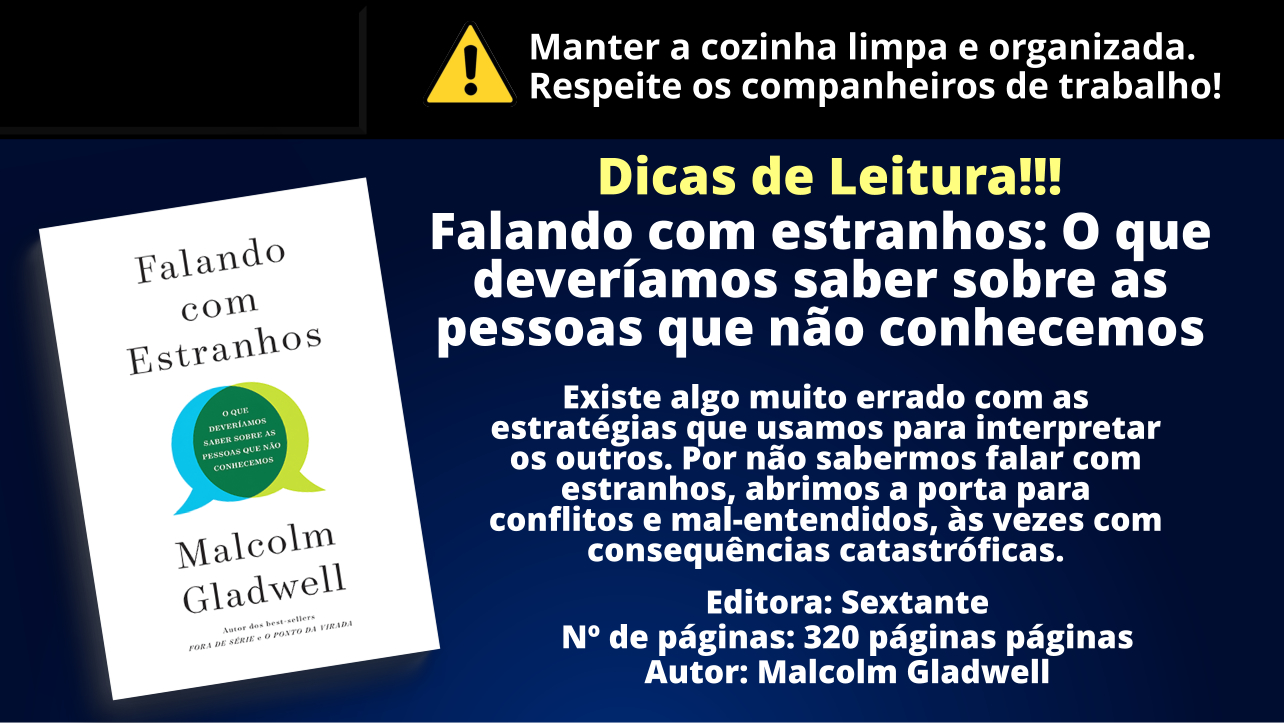 Manter a cozinha limpa e organizada.
Respeite os companheiros de trabalho!
Dicas de Leitura!!!
Falando com estranhos: O que
deveríamos saber sobre as
pessoas que não conhecemos
Existe algo muito errado com as
estratégias que usamos para interpretar
os outros. Por não sabermos falar com
estranhos, abrimos a porta para
conflitos e mal-entendidos, às vezes com
consequências catastróficas.
Editora: Sextante
Nº de páginas: 320 páginas páginas
Autor: Malcolm Gladwell
Falando
com
Estranhos
O QUE
DEVERÍAMOS
SABER SOBRE AS
PESSOAS QUE NÃO
CONHECEMOS
Malcolm
Gladwell
Autor dos best-sellers
FORA DE SÉRIE e O PONTO DA VIRADA